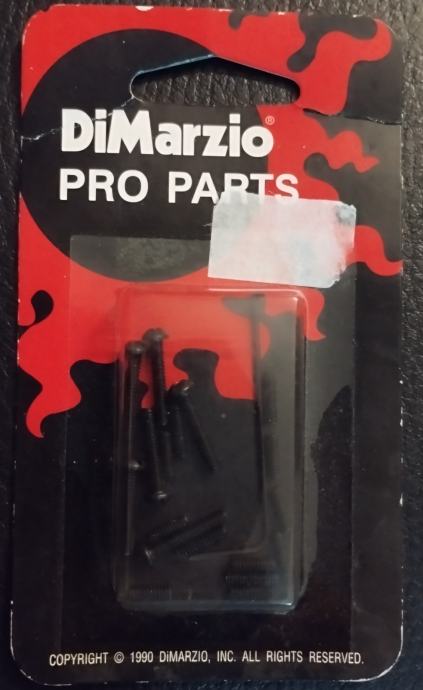 DiMarzio®
PRO PARTS
COPYRIGHT © 1990 DiMARZIO, INC. ALL RIGHTS RESERVED.